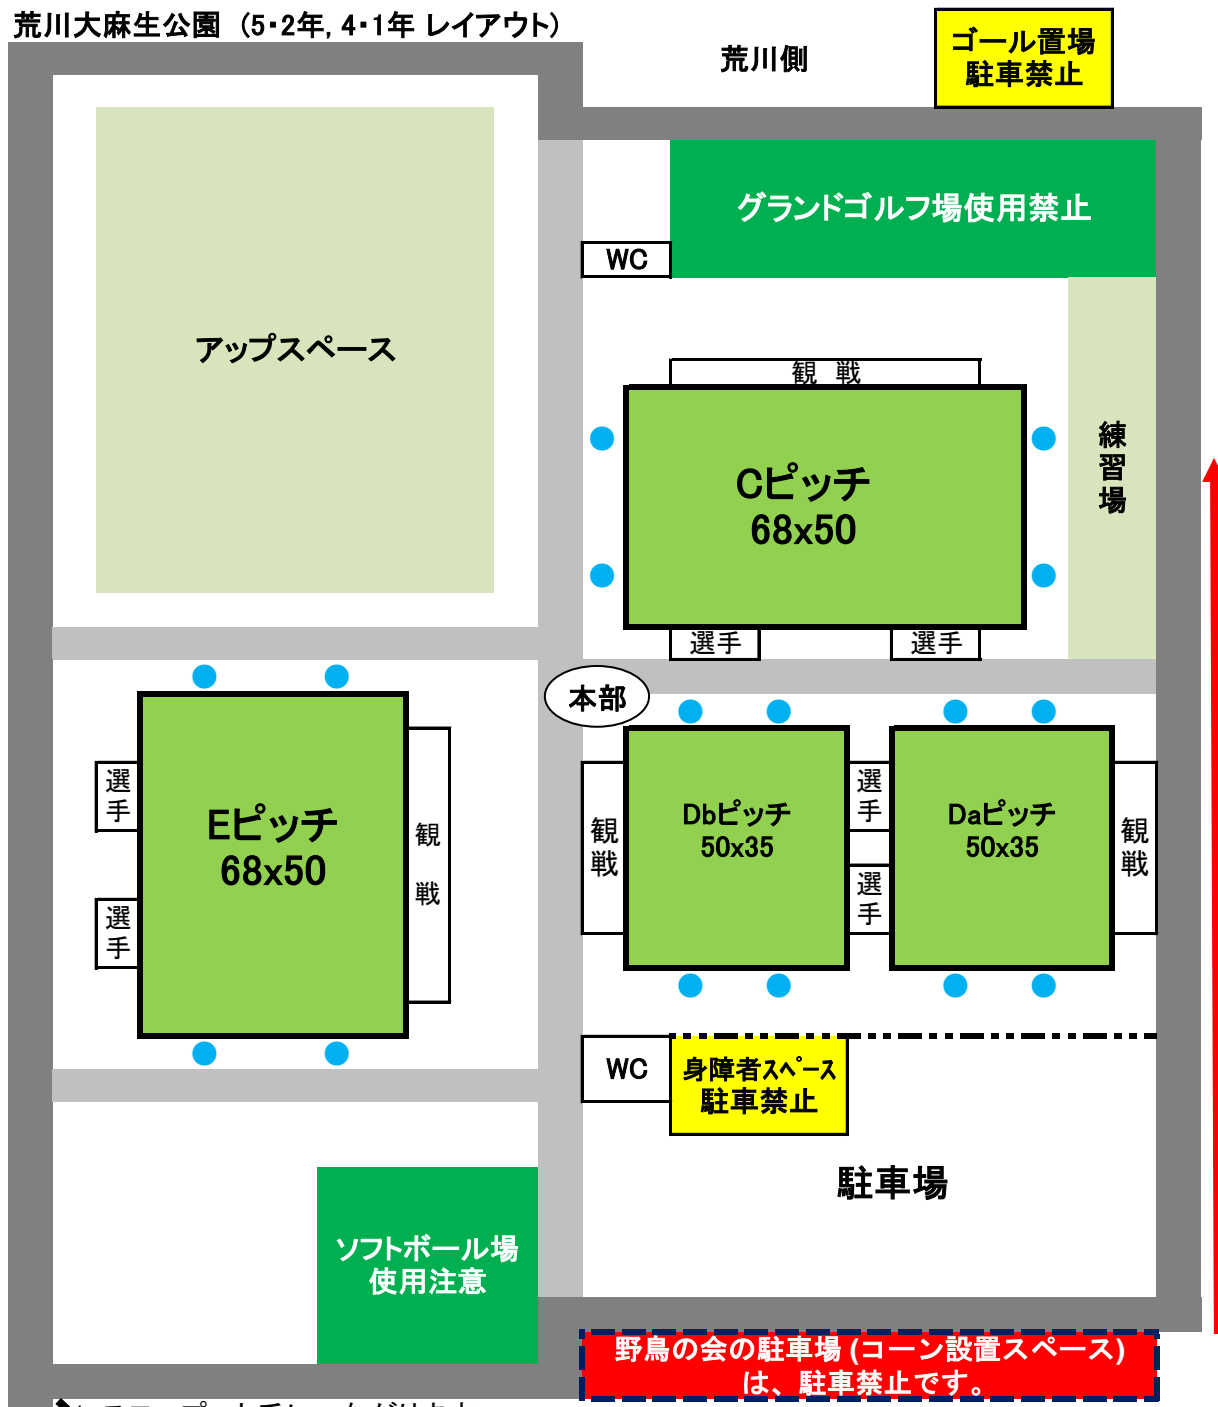 荒川大麻生公園 (5・2年, 4・1年 レイアウト)
荒川側
ゴール置場
駐車禁止
グランドゴルフ場使用禁止
WC
アップスペース
観 戦
練
習
場
Cピッチ
68x50
選手
選手
本部
選
手
選
手
Eピッチ
68x50
観
戦
観
戦
Dbピッチ
50x35
選
手
選
手
Daピッチ
50x35
観
戦
WC
身障者スペース
駐車禁止
駐車場
ソフトボール場
使用注意
野鳥の会の駐車場 (コーン設置スペース)
は、駐車禁止です。